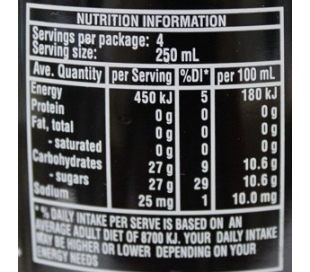 NUTRITION INFORMATION
Servings per package: 4
Serving size: 250 mL
Ave. Quantity per Serving %DI* per 100 mL
Energy 450 kJ 5 180 kJ
Protein 0 g 0 0 g
Fat, total 0 g 0 0 g
- saturated 0 g 0 0 g
Carbohydrates 27 g 9 10.6 g
- sugars 27 g 29 10.6 g
Sodium 25 mg 1 10.0 mg
* % DAILY INTAKE PER SERVE IS BASED ON AN
AVERAGE ADULT DIET OF 8700 KJ. YOUR DAILY INTAKE
MAY BE HIGHER OR LOWER DEPENDING ON YOUR
ENERGY NEEDS